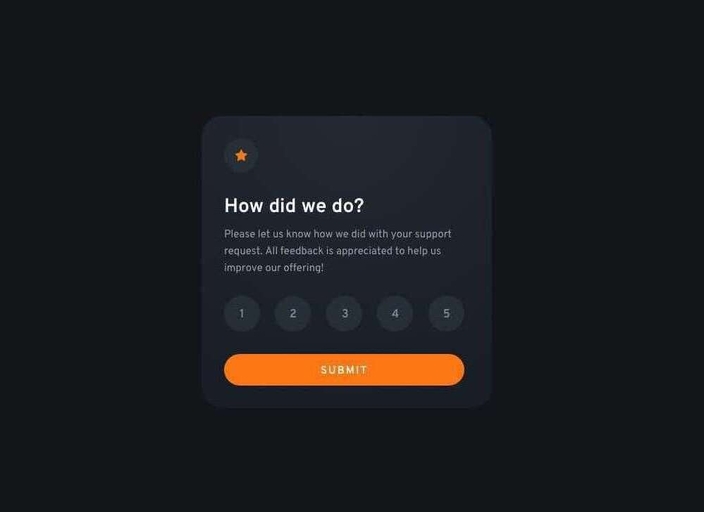 How did we do?
Please let us know how we did with your support
request. All feedback is appreciated to help us
improve our offering!
1 2 3 4 5
SUBMIT